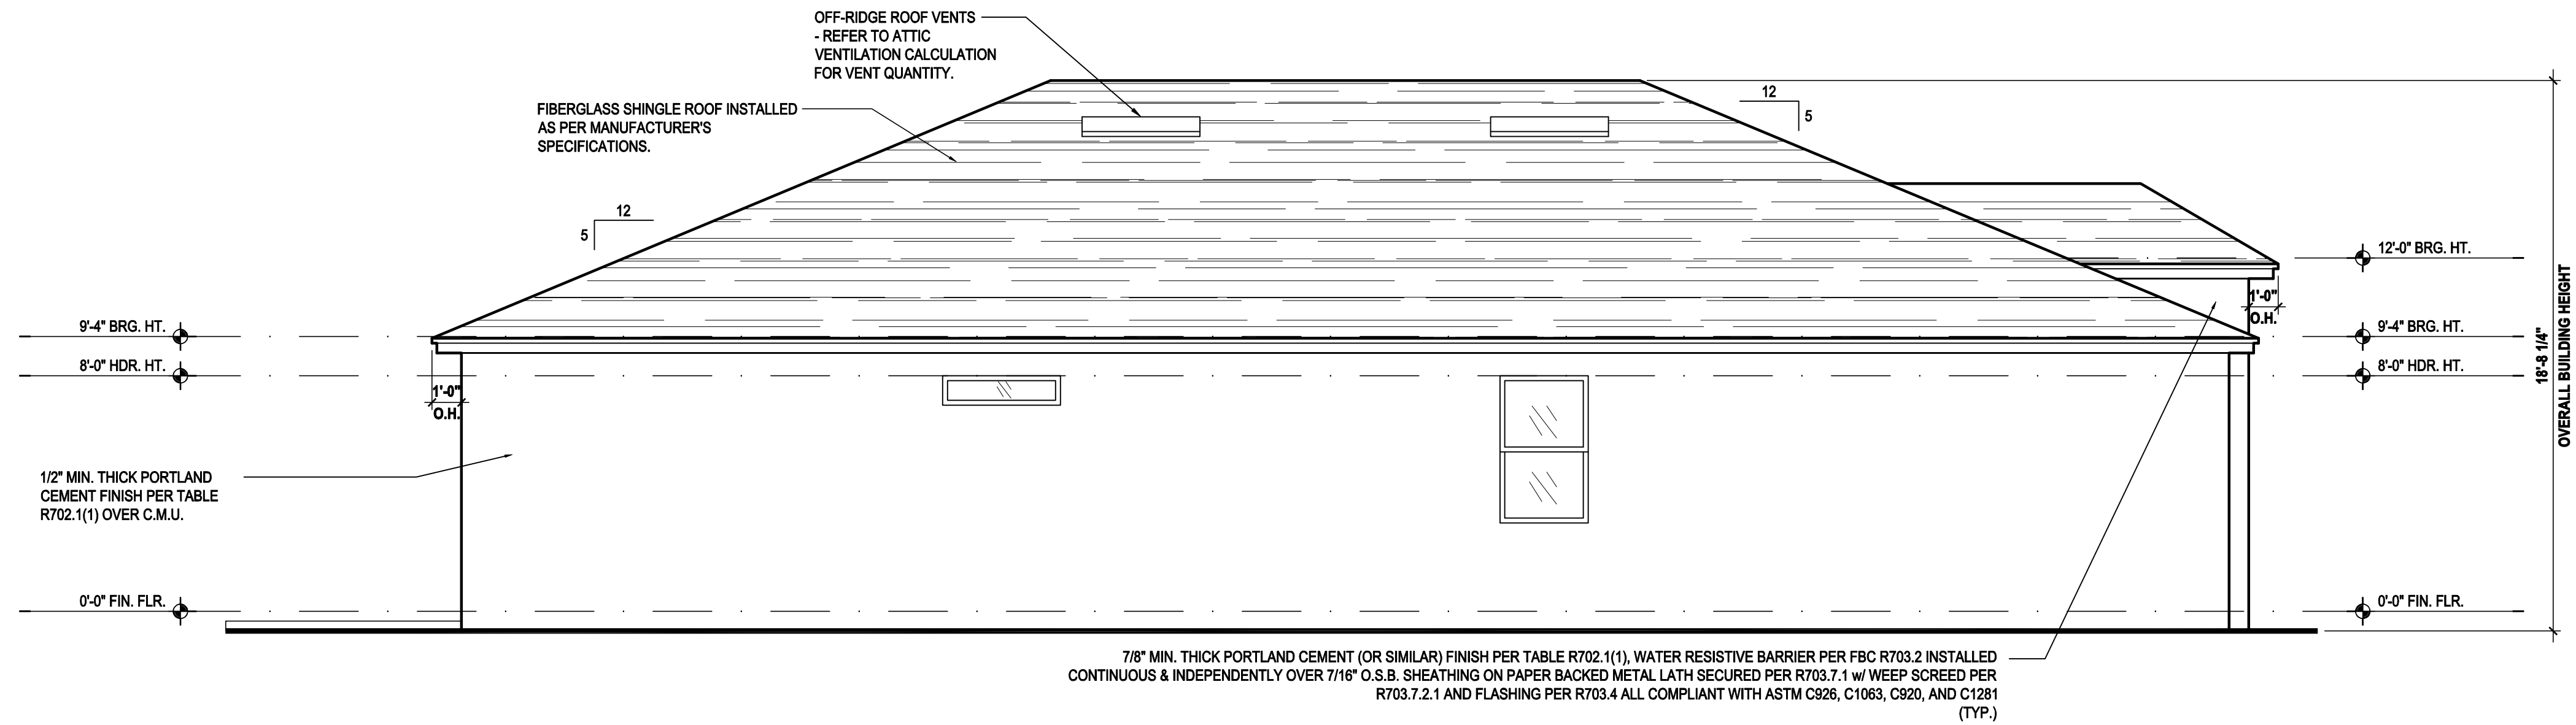 OFF-RIDGE ROOF VENTS
- REFER TO ATTIC
VENTILATION CALCULATION
FOR VENT QUANTITY.
FIBERGLASS SHINGLE ROOF INSTALLED
AS PER MANUFACTURER'S
SPECIFICATIONS.
12
5
12
5
12'-0" BRG. HT.
1'-0"
O.H.
9'-4" BRG. HT.
9'-4" BRG. HT.
8'-0" HDR. HT.
8'-0" HDR. HT.
1'-0"
O.H.
18'-8 1/4"
OVERALL BUILDING HEIGHT
1/2" MIN. THICK PORTLAND
CEMENT FINISH PER TABLE
R702.1(1) OVER C.M.U.
0'-0" FIN. FLR.
0'-0" FIN. FLR.
7/8" MIN. THICK PORTLAND CEMENT (OR SIMILAR) FINISH PER TABLE R702.1(1), WATER RESISTIVE BARRIER PER FBC R703.2 INSTALLED
CONTINUOUS & INDEPENDENTLY OVER 7/16" O.S.B. SHEATHING ON PAPER BACKED METAL LATH SECURED PER R703.7.1 w/ WEEP SCREED PER
R703.7.2.1 AND FLASHING PER R703.4 ALL COMPLIANT WITH ASTM C926, C1063, C920, AND C1281
(TYP.)